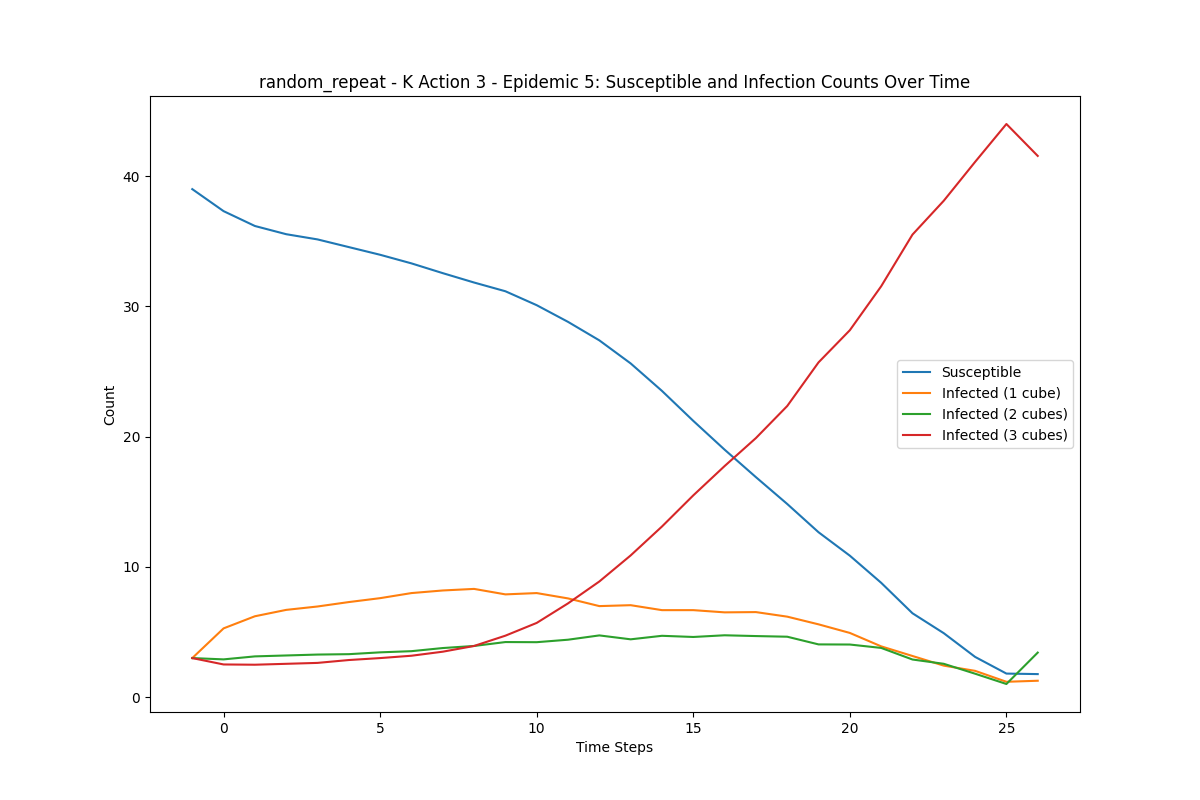 random_repeat - K Action 3 - Epidemic 5: Susceptible and Infection Counts Over Time
Count
40
30
20
10
0
Susceptible
Infected (1 cube)
Infected (2 cubes)
Infected (3 cubes)
0 5 10 15 20 25
Time Steps